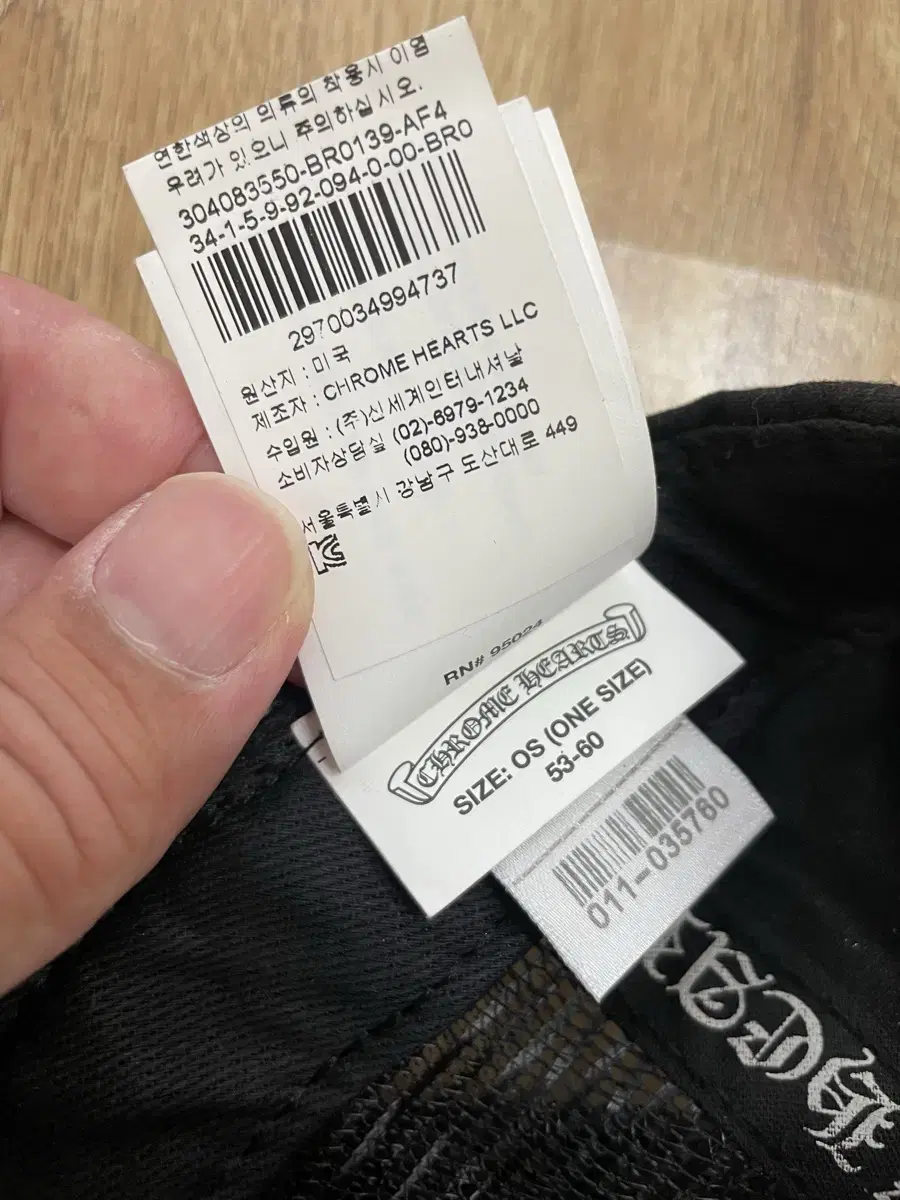 연한색상의 의류의 착용시 이염
우려가 있으니 주의하십시오.
304083550-BR0139-AF4
34-1-5-9-92-094-0-00-BR0
2970034994737
원산지 : 미국
제조자 : CHROME HEARTS LLC
수입원 : (주)신세계인터내셔날
소비자상담실 (02)-6979-1234
(080)-938-0000
서울특별시 강남구 도산대로 449
RN# 95024
CHROME HEARTS
SIZE: OS (ONE SIZE)
53-60
011-035760